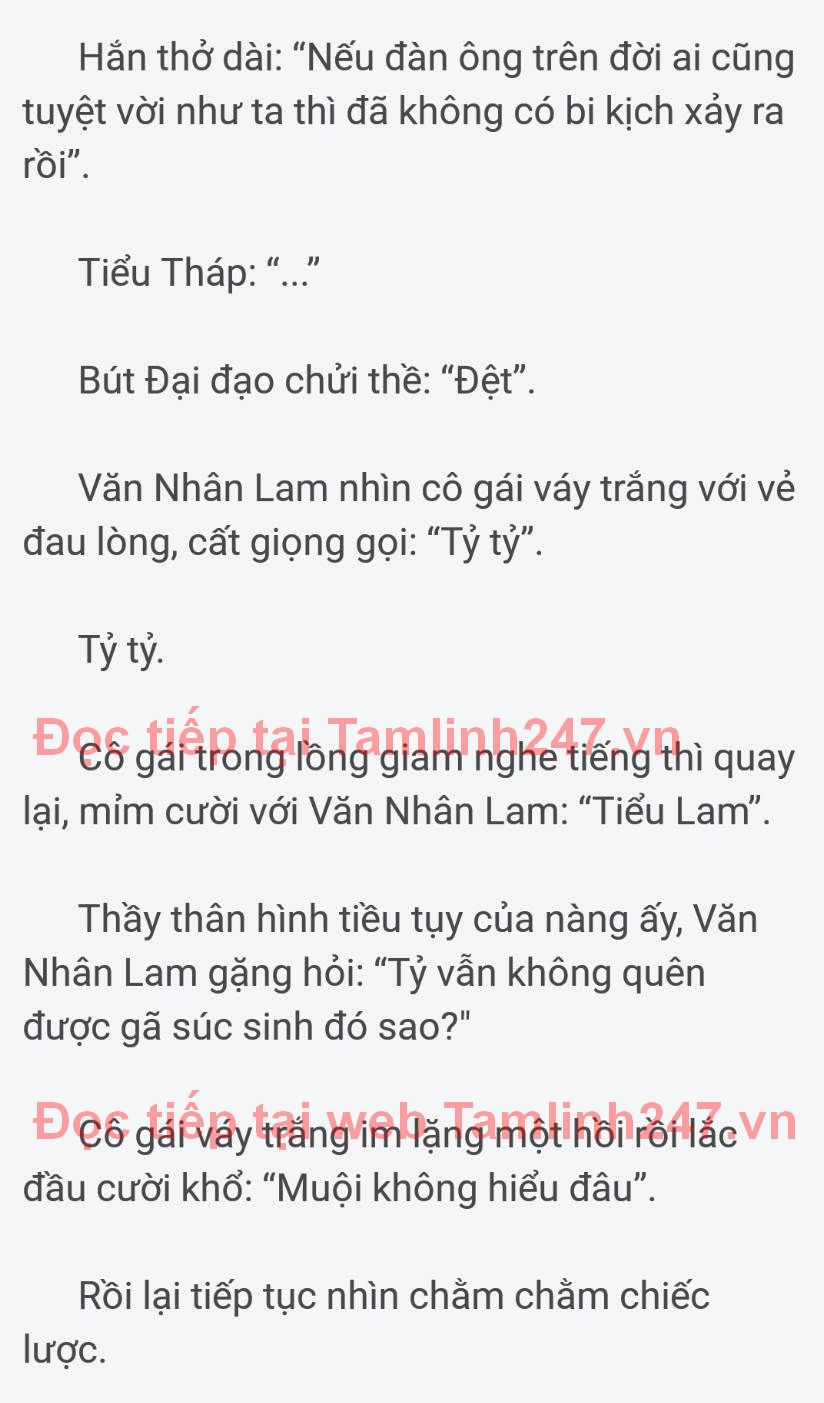 Hắn thở dài: “Nếu đàn ông trên đời ai cũng
tuyệt vời như ta thì đã không có bi kịch xảy ra
rồi”.
Tiểu Tháp: “...”
Bút Đại đạo chửi thề: “Đệt”.
Văn Nhân Lam nhìn cô gái váy trắng với vẻ
đau lòng, cất giọng gọi: “Tỷ tỷ”.
Tỷ tỷ.
Đọc tiếp tại Tamlinh247.vn
Cô gái trong lồng giam nghe tiếng thì quay
lại, mỉm cười với Văn Nhân Lam: “Tiểu Lam”.
Thầy thân hình tiều tụy của nàng ấy, Văn
Nhân Lam gặng hỏi: “Tỷ vẫn không quên
được gã súc sinh đó sao?"
Đọc tiếp tại web Tamlinh247.vn
Cô gái váy trắng im lặng một hồi rồi lắc
đầu cười khổ: “Muội không hiểu đâu”.
Rồi lại tiếp tục nhìn chằm chằm chiếc
lược.